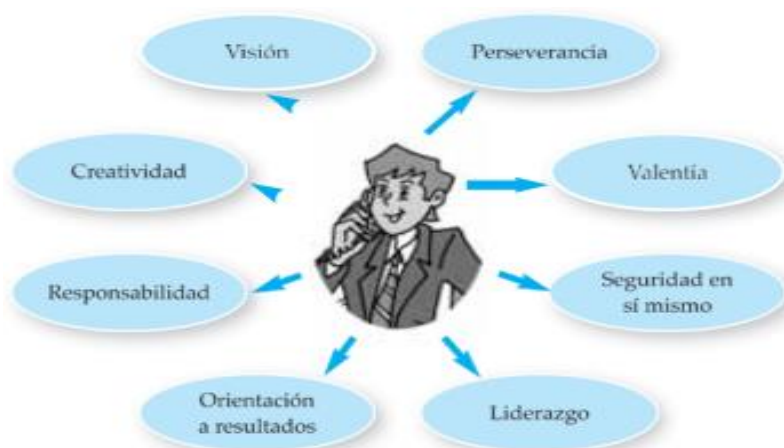 Visión
Perseverancia
Creatividad
Valentía
Responsabilidad
Seguridad en
sí mismo
Orientación
a resultados
Liderazgo